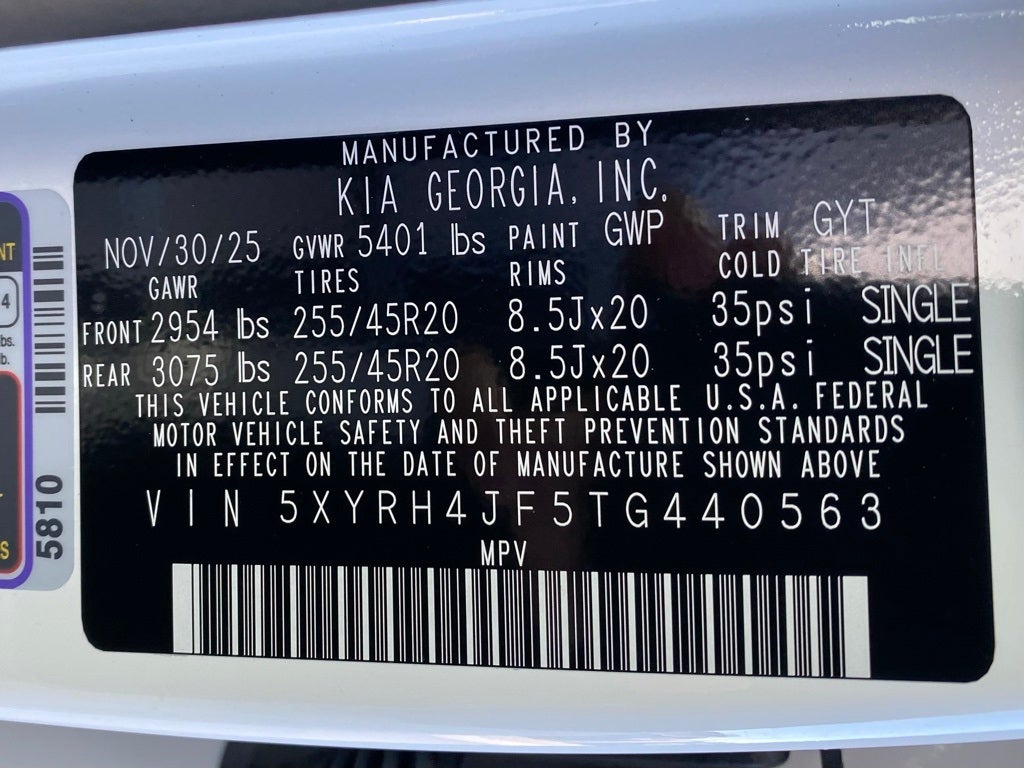 MANUFACTURED BY
KIA GEORGIA, INC.
NOV/30/25 GVWR 5401 lbs PAINT GWP TRIM GYT
GAWR TIRES RIMS COLD TIRE INFL
FRONT 2954 lbs 255/45R20 8.5Jx20 35psi SINGLE
REAR 3075 lbs 255/45R20 8.5Jx20 35psi SINGLE
THIS VEHICLE CONFORMS TO ALL APPLICABLE U.S.A. FEDERAL
MOTOR VEHICLE SAFETY AND THEFT PREVENTION STANDARDS
IN EFFECT ON THE DATE OF MANUFACTURE SHOWN ABOVE
VIN 5XYRH4JF5TG440563
MPV
5810
NT
4
bs.
b.
S